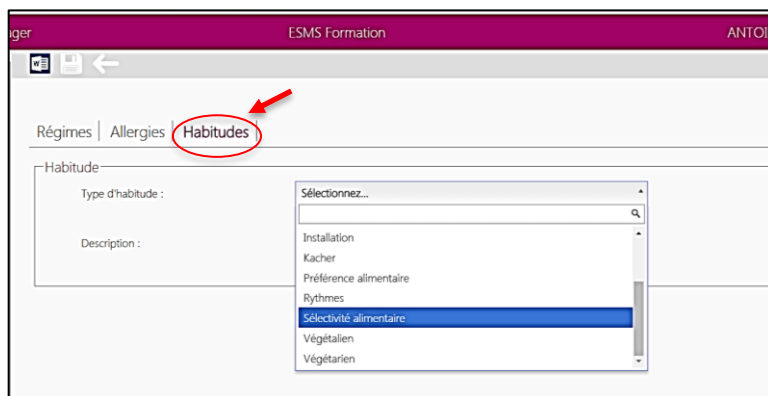 ager ESMS Formation ANTOI
Régimes | Allergies | Habitudes
Habitude
Type d'habitude : Sélectionnez...
Installation
Description :
Kacher
Préférence alimentaire
Rythmes
Sélectivité alimentaire
Végétalien
Végétarien